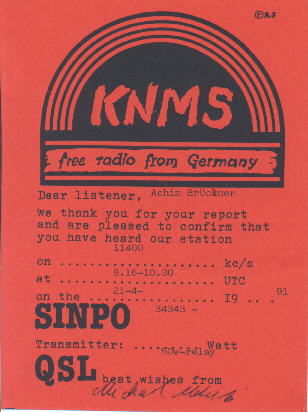 ©AS
KNMS
free radio from Germany
Dear listener, Achim Brückner
we thank you for your report
and are pleased to confirm that
you have heard our station
11400
on ...................... kc/s
9.16-10.30
at ...................... UTC
21-4- 91
on the .................. I9 . . .
34343 -
SINPO
Transmitter: .......... Watt
50w-relay
QSL best wishes from